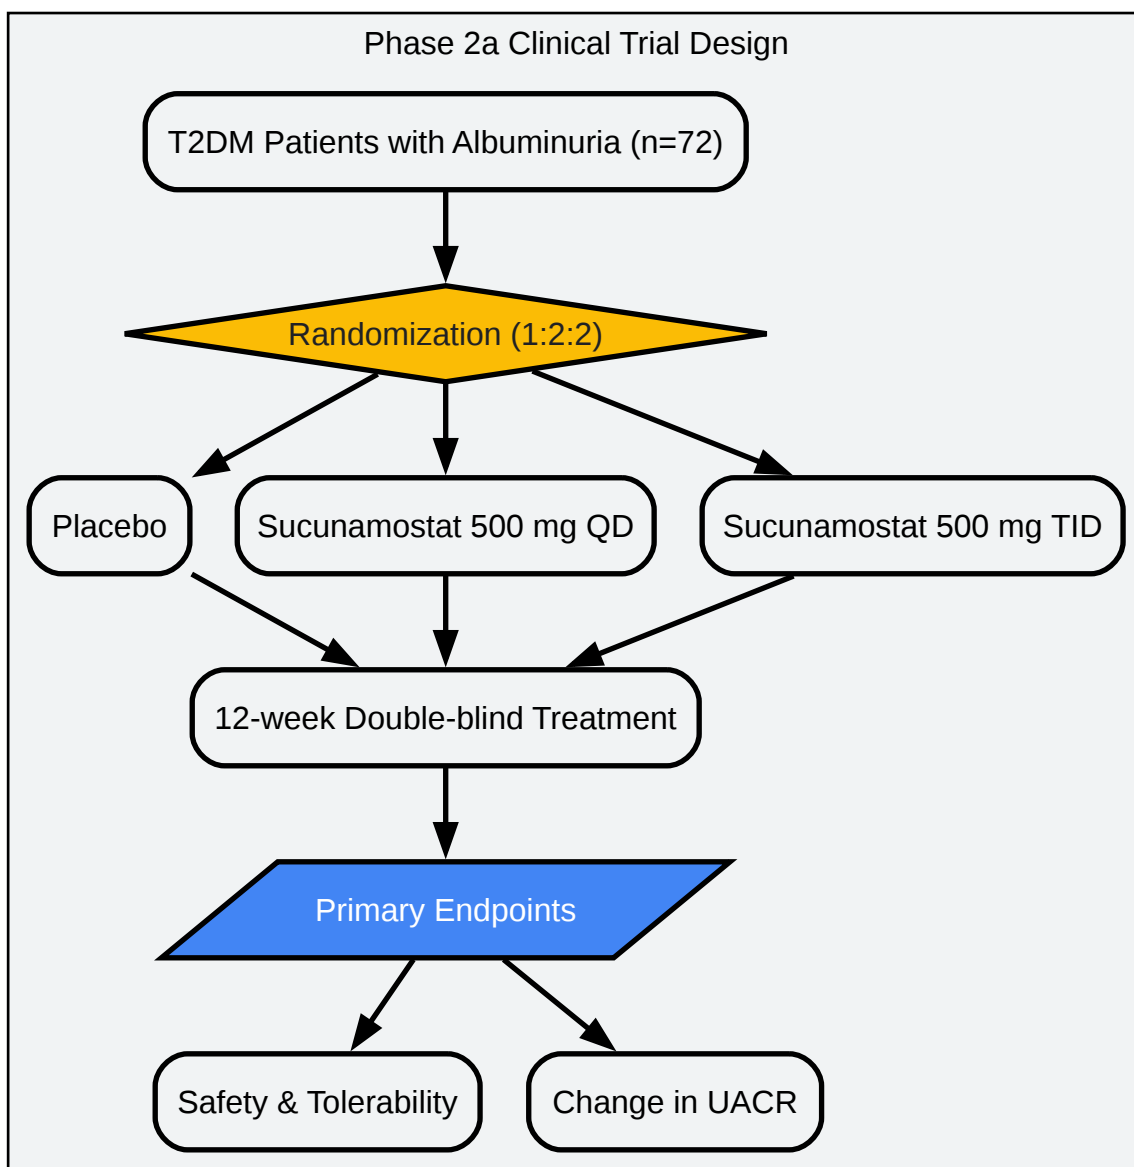 Phase 2a Clinical Trial Design
T2DM Patients with Albuminuria (n=72)
Randomization (1:2:2)
Placebo
Sucunamostat 500 mg QD
Sucunamostat 500 mg TID
12-week Double-blind Treatment
Primary Endpoints
Safety & Tolerability
Change in UACR